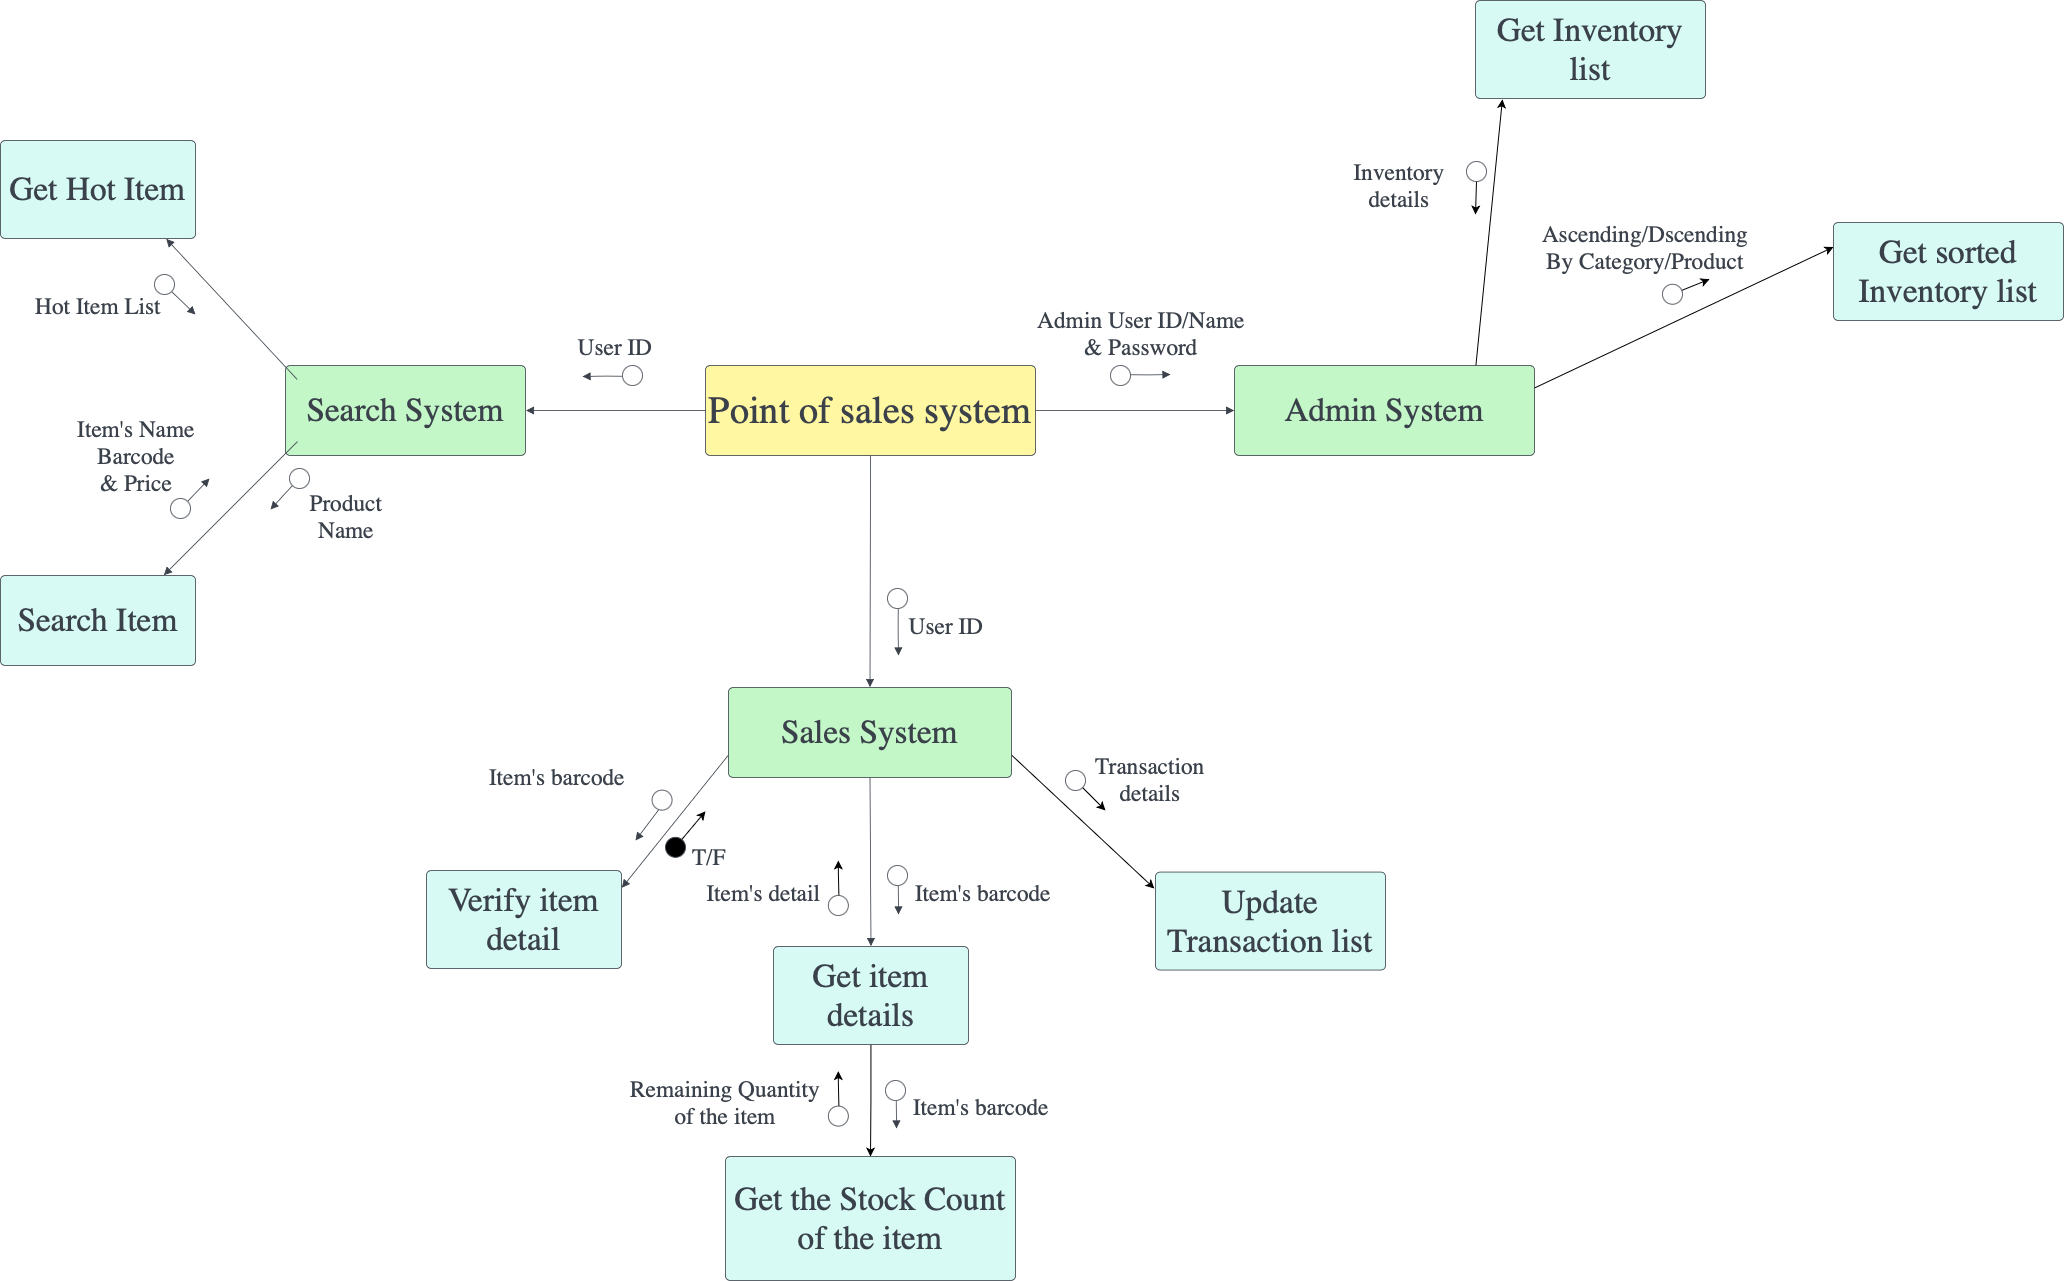 Get Inventory
list
Get Hot Item
Inventory
details
Ascending/Dscending
By Category/Product
Get sorted
Inventory list
Hot Item List
User ID
Admin User ID/Name
& Password
Search System
Point of sales system
Admin System
Item's Name
Barcode
& Price
Product
Name
Search Item
User ID
Sales System
Item's barcode
Transaction
details
T/F
Item's detail
Item's barcode
Verify item
detail
Update
Transaction list
Get item
details
Remaining Quantity
of the item
Item's barcode
Get the Stock Count
of the item